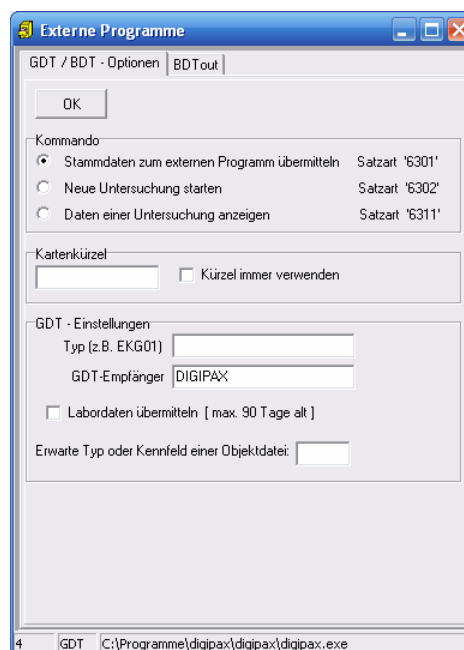 Externe Programme
GDT / BDT - Optionen BDTout
OK
Kommando
Stammdaten zum externen Programm übermitteln Satzart '6301'
Neue Untersuchung starten Satzart '6302'
Daten einer Untersuchung anzeigen Satzart '6311'
Kartenkürzel
Kürzel immer verwenden
GDT - Einstellungen
Typ (z.B. EKG01)
GDT-Empfänger DIGIPAX
Labordaten übermitteln [ max. 90 Tage alt ]
Erwarte Typ oder Kennfeld einer Objektdatei:
4 GDT C:\Programme\digipax\digipax\digipax.exe